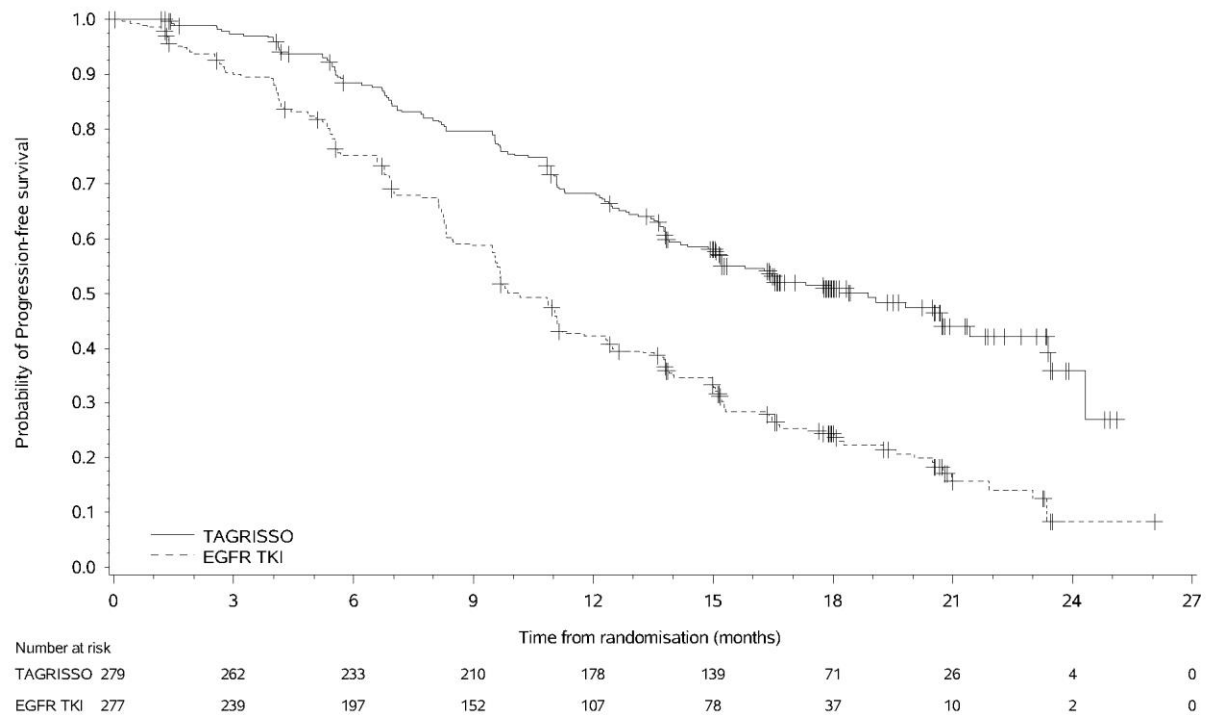 1.0
0.9
0.8
0.7
0.6
0.5
0.4
0.3
0.2
0.1
0.0
Probability of Progression-free survival
TAGRISSO
EGFR TKI
0 3 6 9 12 15 18 21 24 27
Time from randomisation (months)
Number at risk
TAGRISSO 279 262 233 210 178 139 71 26 4 0
EGFR TKI 277 239 197 152 107 78 37 10 2 0